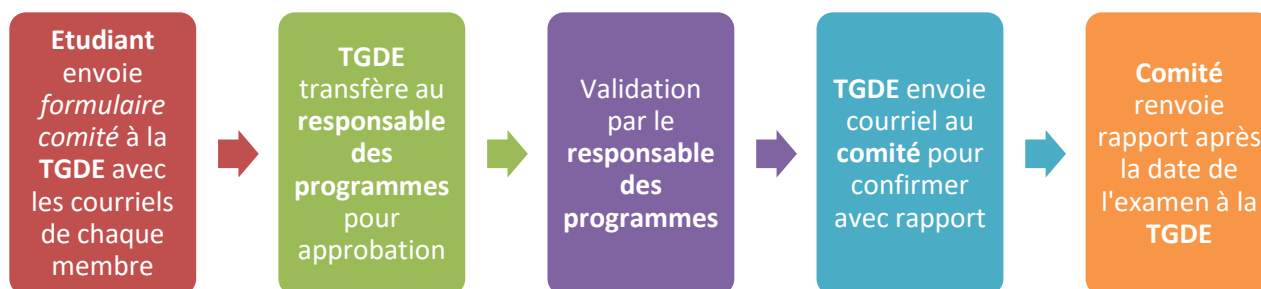 Etudiant
envoie
formulaire
comité à la
TGDE avec
les courriels
de chaque
membre
TGDE
transfère au
responsable
des
programmes
pour
approbation
Validation
par le
responsable
des
programmes
TGDE envoie
courriel au
comité pour
confirmer
avec rapport
Comité
renvoie
rapport après
la date de
l'examen à la
TGDE